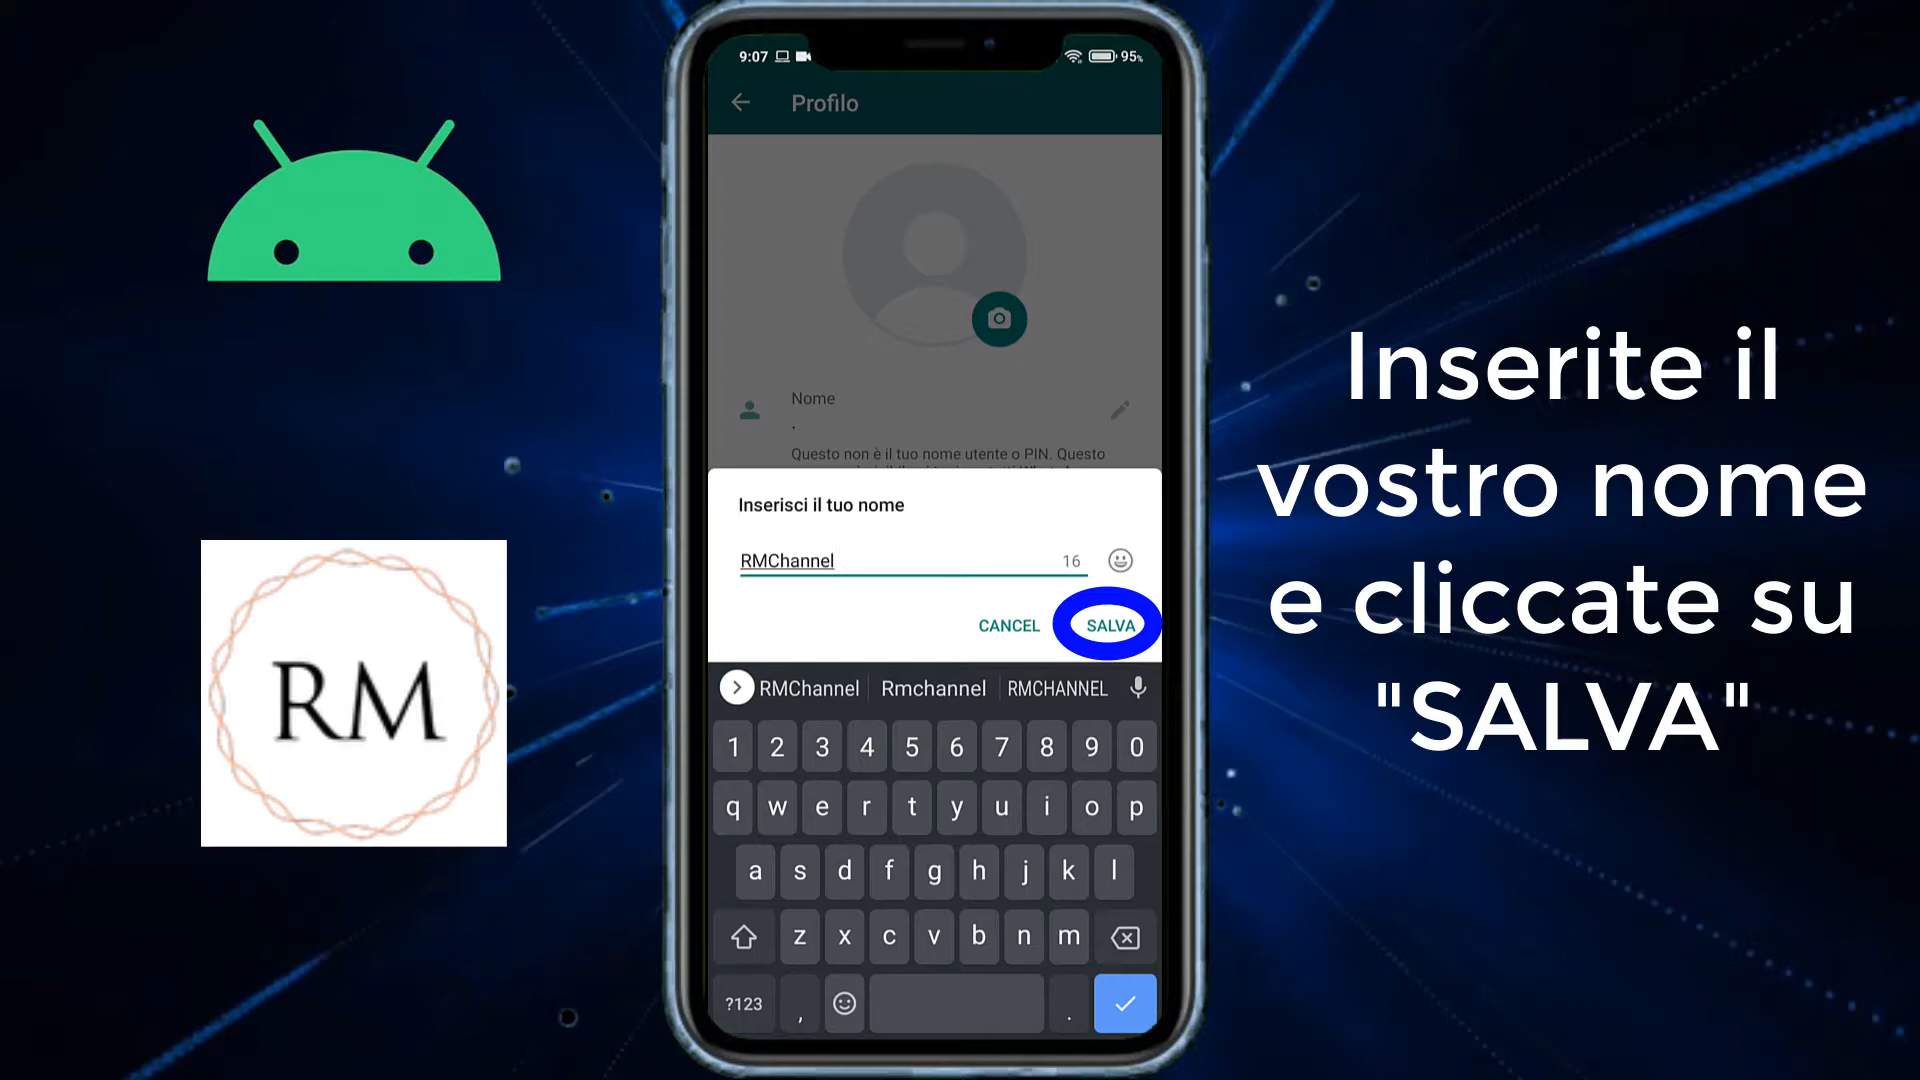 9:07
95%
Profilo
Nome
.
Questo non è il tuo nome utente o PIN. Questo
Inserisci il tuo nome
RMChannel 16
CANCEL SALVA
RMChannel Rmchannel RMCHANNEL
1 2 3 4 5 6 7 8 9 0
q w e r t y u i o p
a s d f g h j k l
z x c v b n m
?123 , .
RM
Inserite il
vostro nome
e cliccate su
"SALVA"